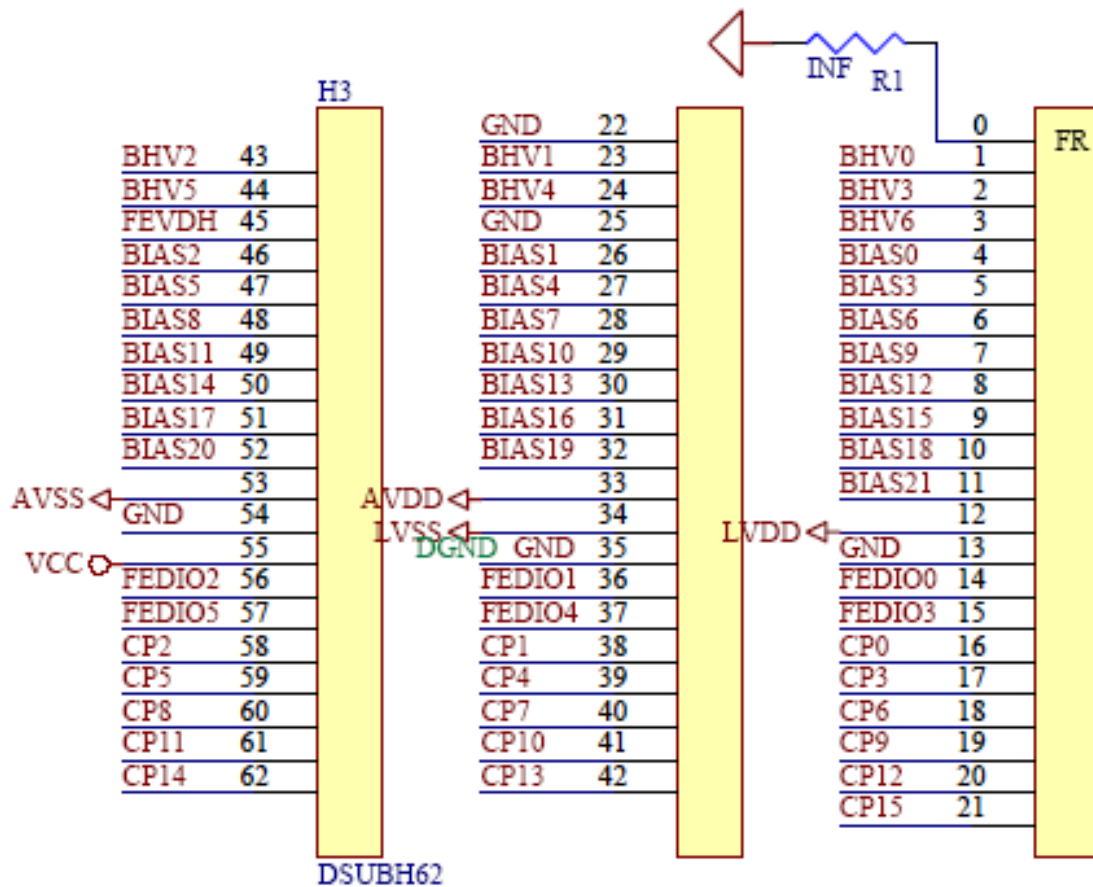 INF R1
H3
GND 22 0 FR
BHV2 43 BHV1 23 BHV0 1
BHV5 44 BHV4 24 BHV3 2
FEVDH 45 GND 25 BHV6 3
BIAS2 46 BIAS1 26 BIAS0 4
BIAS5 47 BIAS4 27 BIAS3 5
BIAS8 48 BIAS7 28 BIAS6 6
BIAS11 49 BIAS10 29 BIAS9 7
BIAS14 50 BIAS13 30 BIAS12 8
BIAS17 51 BIAS16 31 BIAS15 9
BIAS20 52 BIAS19 32 BIAS18 10
AVSS 53 AVDD 33 BIAS21 11
GND 54 LVSS 34 LVDD 12
VCC 55 DGND GND 35 GND 13
FEDIO2 56 FEDIO1 36 FEDIO0 14
FEDIO5 57 FEDIO4 37 FEDIO3 15
CP2 58 CP1 38 CP0 16
CP5 59 CP4 39 CP3 17
CP8 60 CP7 40 CP6 18
CP11 61 CP10 41 CP9 19
CP14 62 CP13 42 CP12 20
CP15 21
DSUBH62